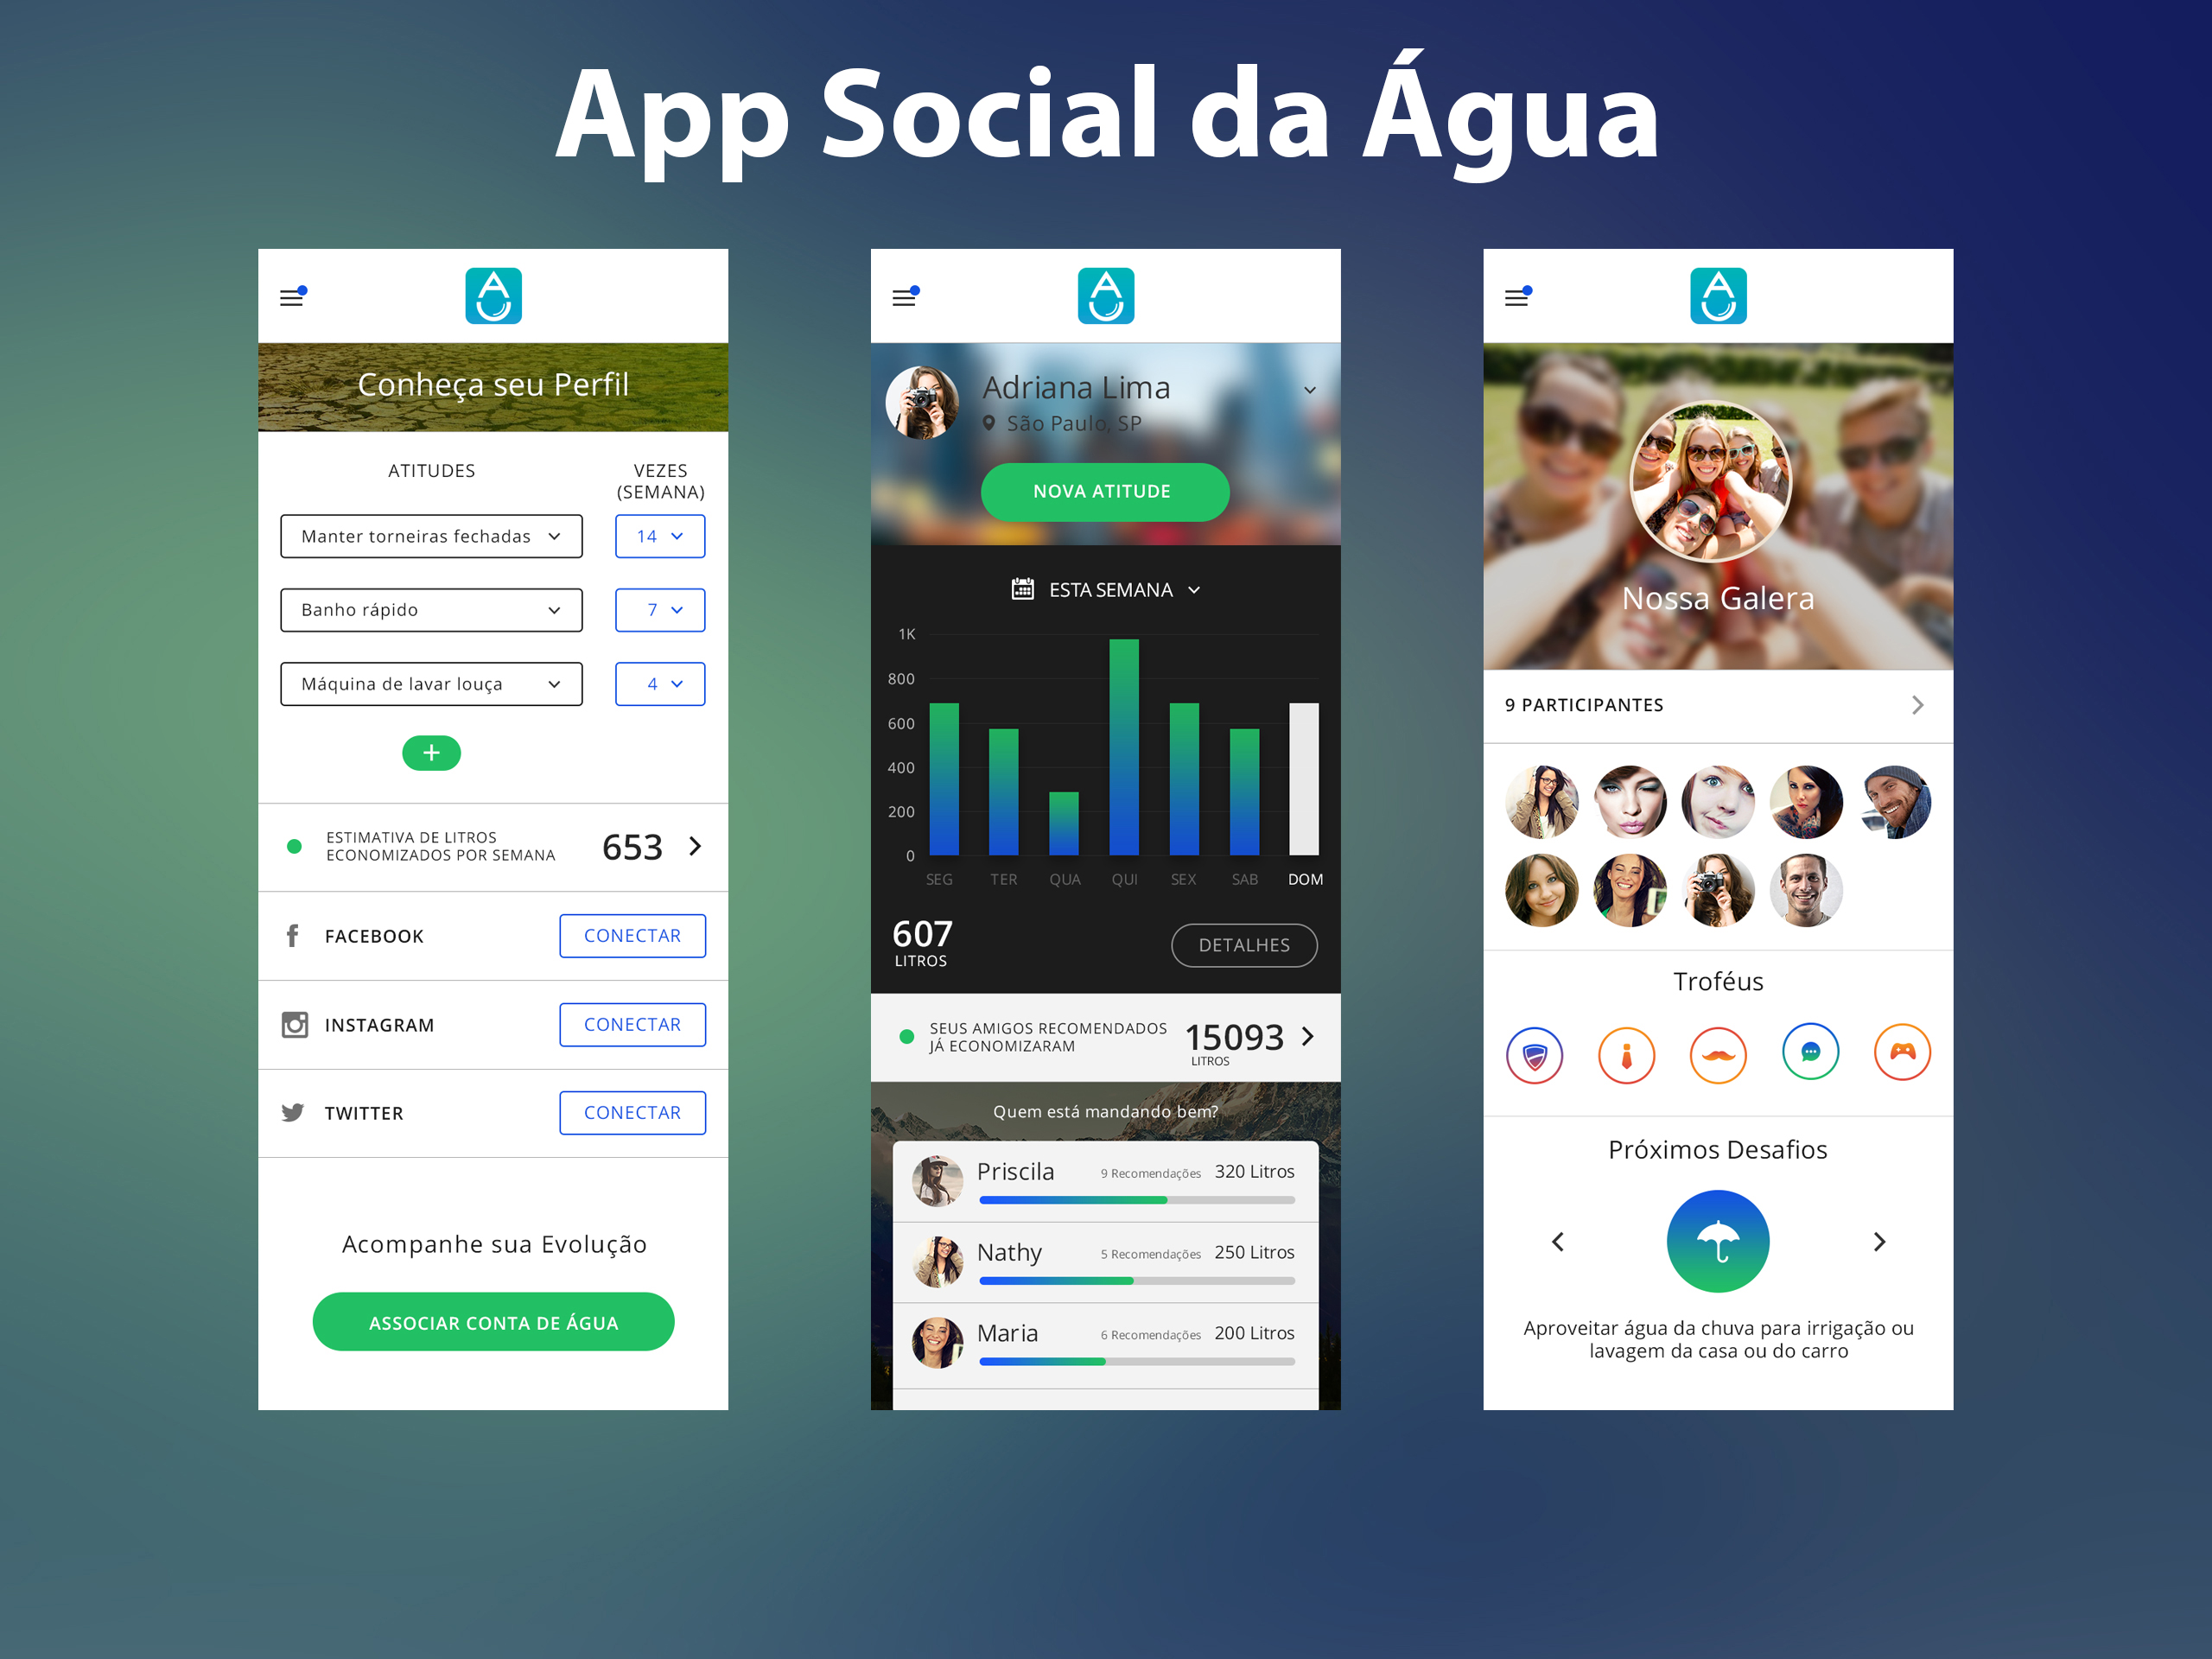 App Social da Água
Conheça seu Perfil
ATITUDES
VEZES
(SEMANA)
Manter torneiras fechadas
14
Banho rápido
7
Máquina de lavar louça
4
+
ESTIMATIVA DE LITROS
ECONOMIZADOS POR SEMANA
653
FACEBOOK
CONECTAR
INSTAGRAM
CONECTAR
TWITTER
CONECTAR
Acompanhe sua Evolução
ASSOCIAR CONTA DE ÁGUA
Adriana Lima
São Paulo, SP
NOVA ATITUDE
ESTA SEMANA
1K
800
600
400
200
0
SEG TER QUA QUI SEX SAB DOM
607
LITROS
DETALHES
SEUS AMIGOS RECOMENDADOS
JÁ ECONOMIZARAM
15093
LITROS
Quem está mandando bem?
Priscila 9 Recomendações 320 Litros
Nathy 5 Recomendações 250 Litros
Maria 6 Recomendações 200 Litros
Nossa Galera
9 PARTICIPANTES
Troféus
Próximos Desafios
Aproveitar água da chuva para irrigação ou
lavagem da casa ou do carro